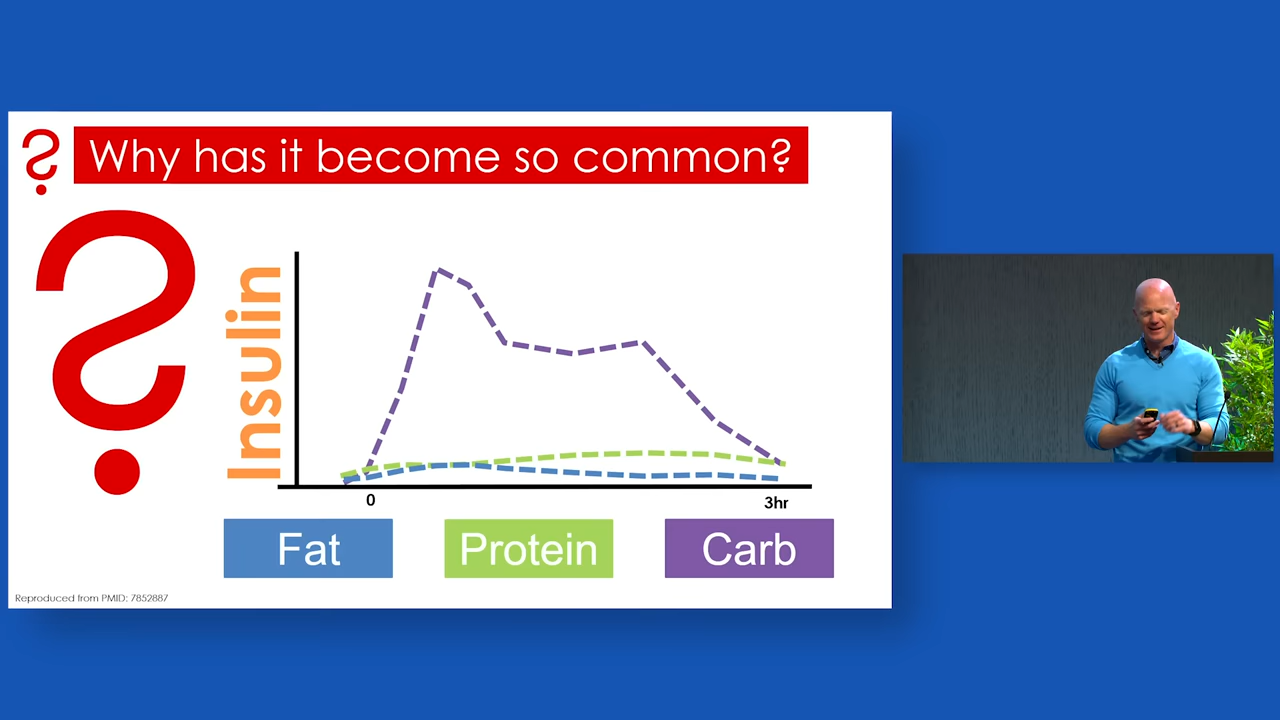 ? Why has it become so common?
?
Insulin
0
3hr
Fat
Protein
Carb
Reproduced from PMID: 7852887